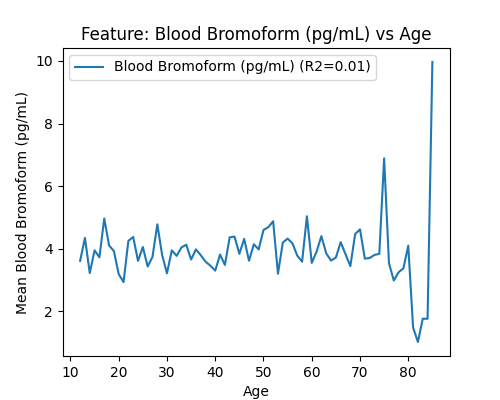 Feature: Blood Bromoform (pg/mL) vs Age
Blood Bromoform (pg/mL) (R2=0.01)
Mean Blood Bromoform (pg/mL)
10
8
6
4
2
10 20 30 40 50 60 70 80
Age